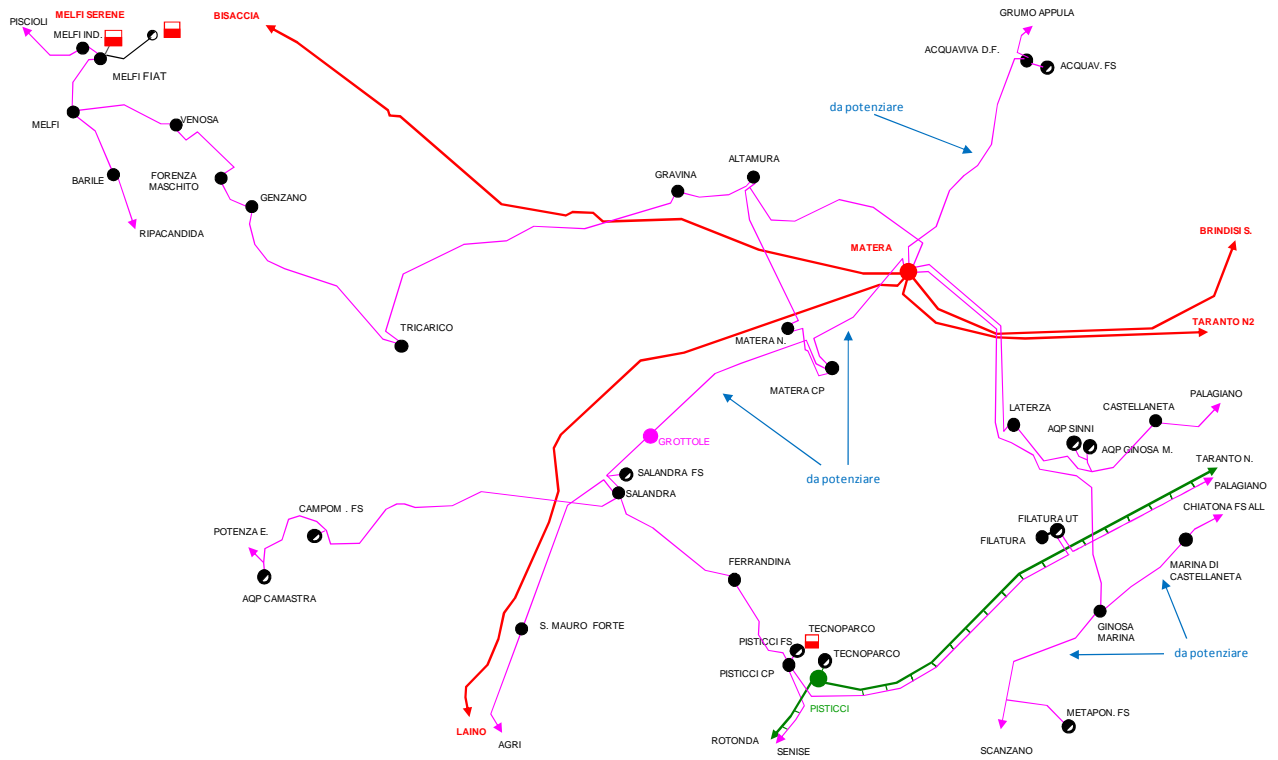 GRUMO APPULA
PISCIOLI
MELFI SERENE
BISACCIA
MELFI IND.
ACQUAVIVA D.F.
ACQUAV. FS
MELFI FIAT
da potenziare
MELFI
VENOSA
ALTAMURA
GRAVINA
BARILE
FORENZA
MASCHITO
GENZANO
RIPACANDIDA
BRINDISI S.
MATERA
TARANTO N2
TRICARICO
MATERA N.
MATERA CP
PALAGIANO
LATERZA
CASTELLANETA
AQP SINNI
AQP GINOSA M.
GROTTOLE
TARANTO N.
SALANDRA FS
da potenziare
PALAGIANO
SALANDRA
CHIATONA FS ALL
CAMPOM . FS
FILATURA UT
POTENZA E.
FILATURA
FERRANDINA
MARINA DI
CASTELLANETA
AQP CAMASTRA
S. MAURO FORTE
TECNOPARCO
GINOSA
MARINA
PISTICCI FS
TECNOPARCO
da potenziare
PISTICCI CP
PISTICCI
METAPON. FS
LAINO
AGRI
ROTONDA
SENISE
SCANZANO